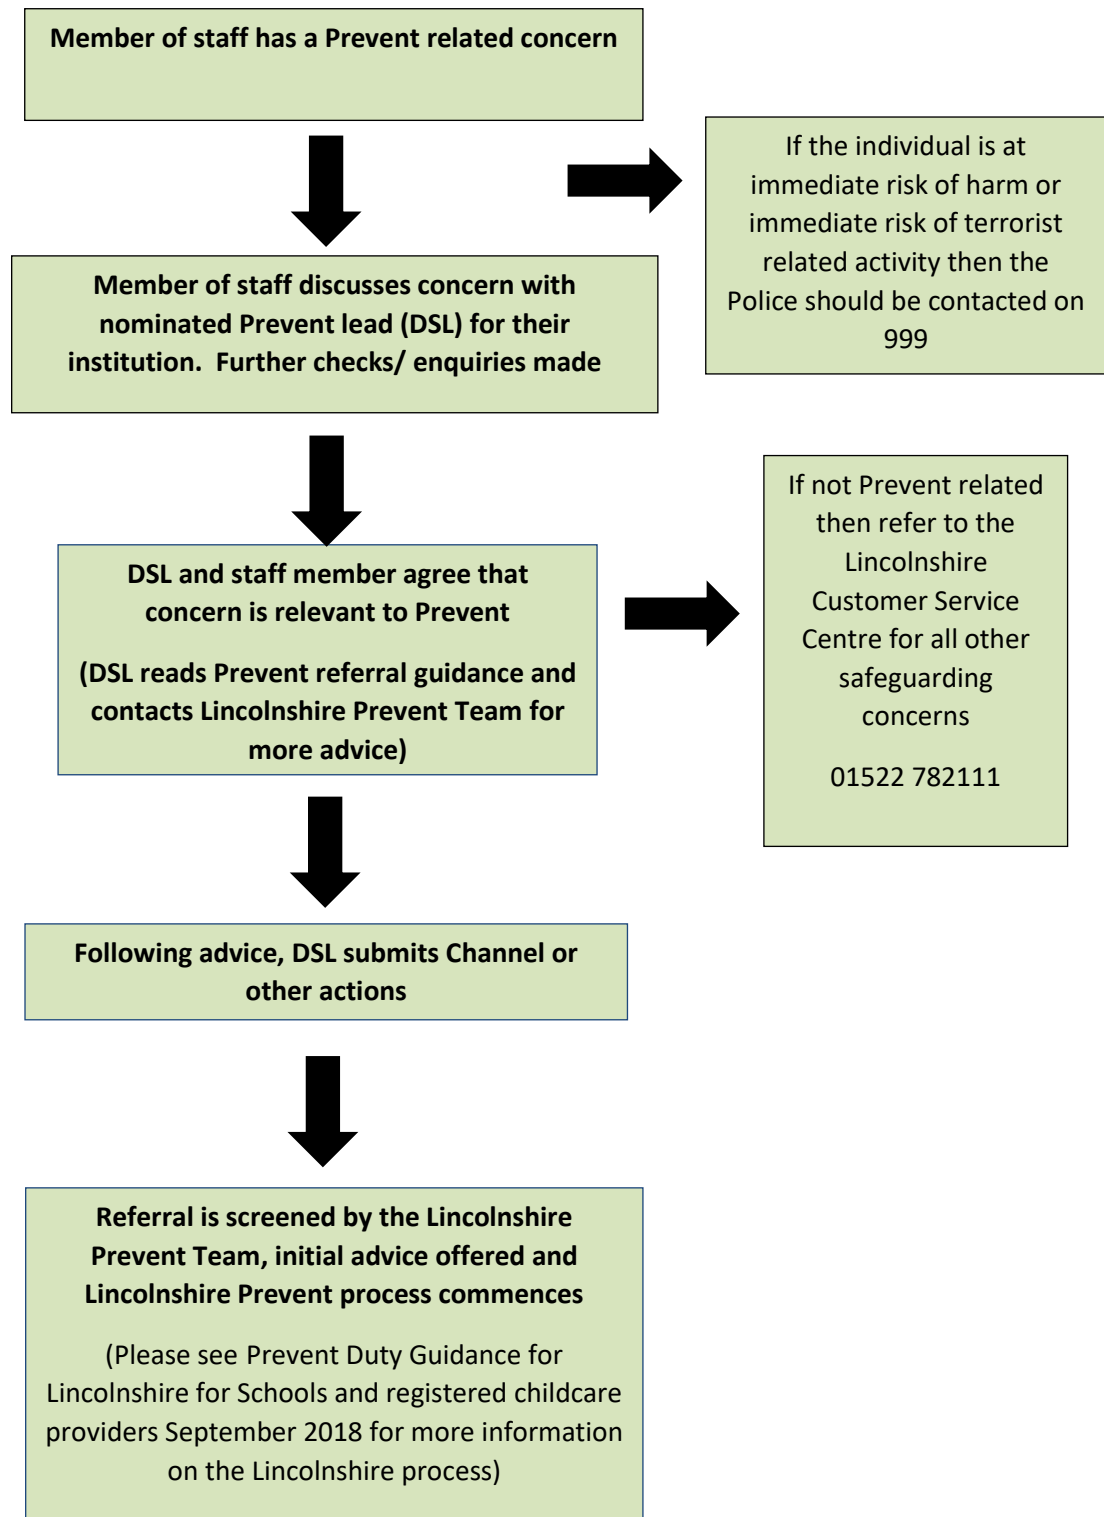 Member of staff has a Prevent related concern
If the individual is at
immediate risk of harm or
immediate risk of terrorist
related activity then the
Police should be contacted on
999
Member of staff discusses concern with
nominated Prevent lead (DSL) for their
institution.  Further checks/ enquiries made
If not Prevent related
then refer to the
Lincolnshire
Customer Service
Centre for all other
safeguarding
concerns
01522 782111
DSL and staff member agree that
concern is relevant to Prevent
(DSL reads Prevent referral guidance and
contacts Lincolnshire Prevent Team for
more advice)
Following advice, DSL submits Channel or
other actions
Referral is screened by the Lincolnshire
Prevent Team, initial advice offered and
Lincolnshire Prevent process commences
(Please see Prevent Duty Guidance for
Lincolnshire for Schools and registered childcare
providers September 2018 for more information
on the Lincolnshire process)